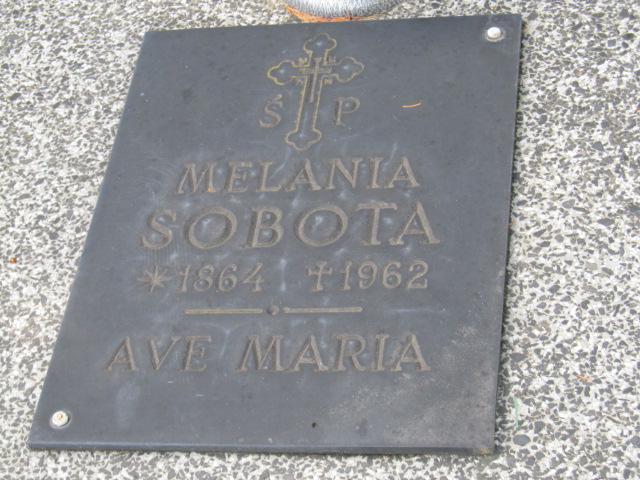 Ś P
MELANIA
SOBOTA
*1864 †1962
AVE MARIA